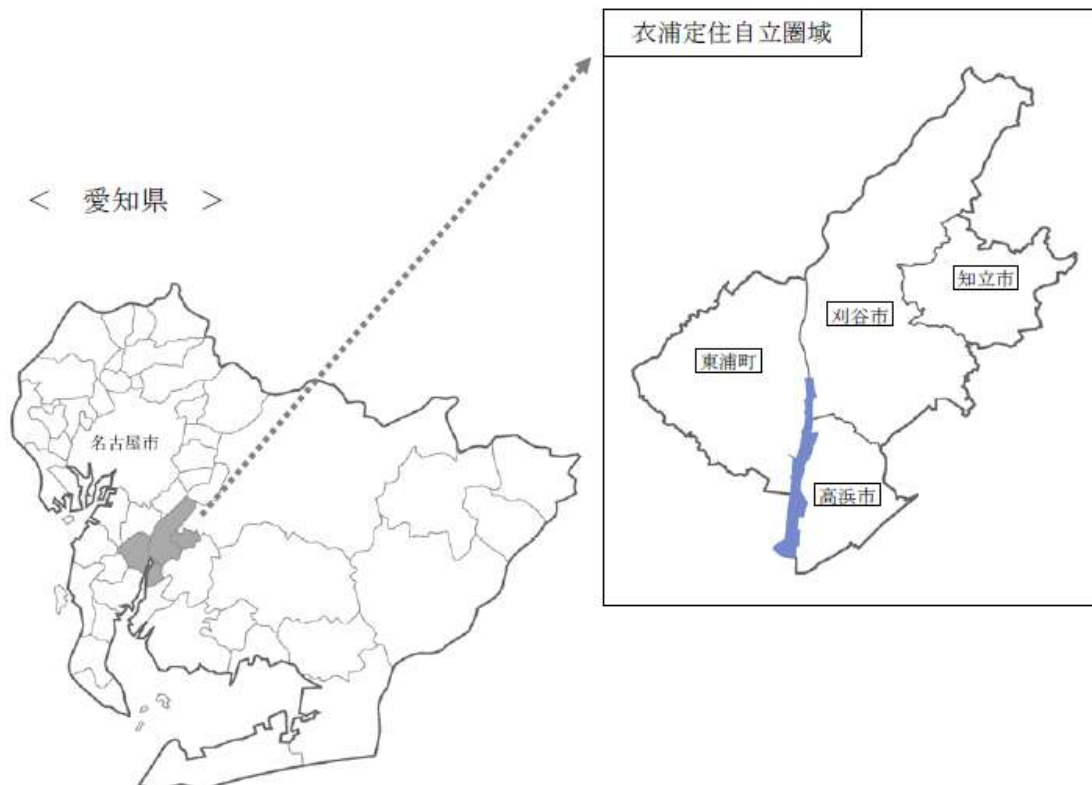 衣浦定住自立圏域
＜　愛知県　＞
名古屋市
知立市
刈谷市
東浦町
高浜市